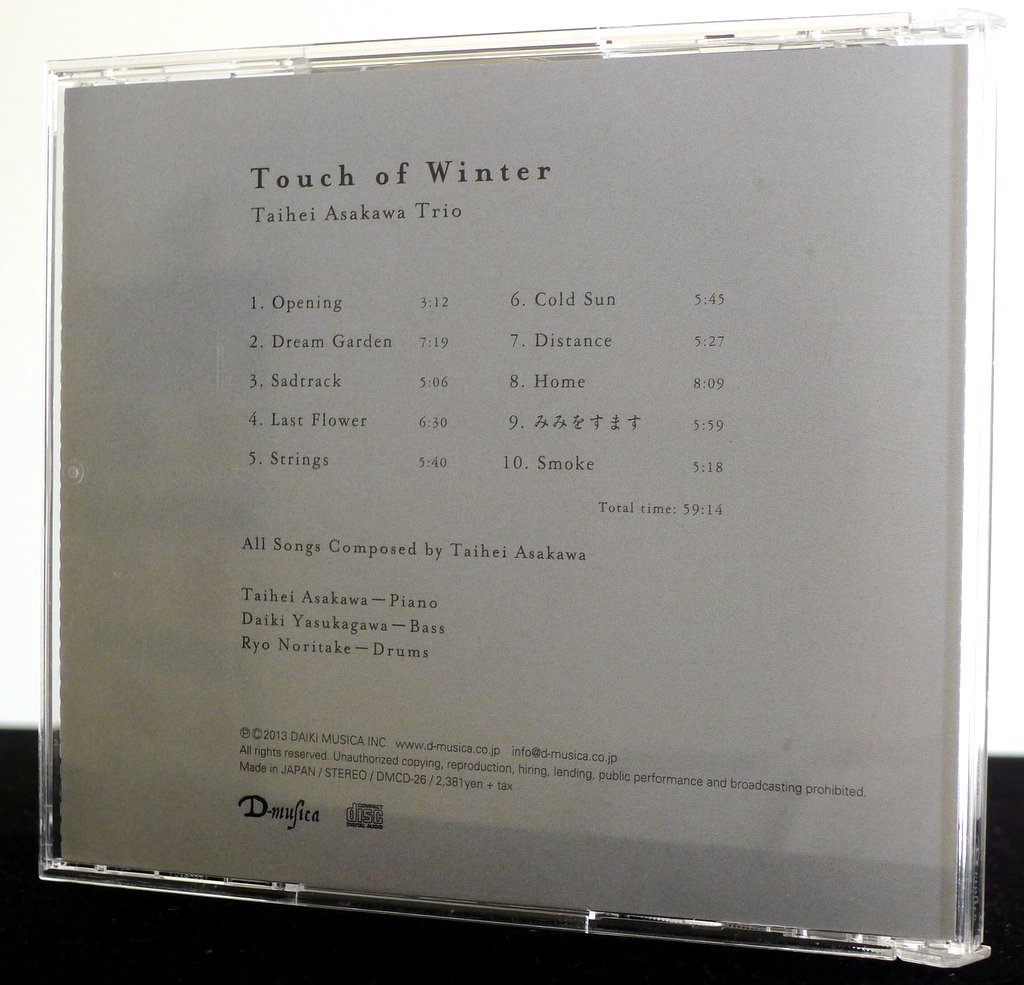 Touch of Winter
Taihei Asakawa Trio
1. Opening 3:12
2. Dream Garden 7:19
3. Sadtrack 5:06
4. Last Flower 6:30
5. Strings 5:40
6. Cold Sun 5:45
7. Distance 5:27
8. Home 8:09
9. みみをすます 5:59
10. Smoke 5:18
Total time: 59:14
All Songs Composed by Taihei Asakawa
Taihei Asakawa—Piano
Daiki Yasukagawa—Bass
Ryo Noritake—Drums
℗©2013 DAIKI MUSICA INC. www.d-musica.co.jp info@d-musica.co.jp
All rights reserved. Unauthorized copying, reproduction, hiring, lending, public performance and broadcasting prohibited.
Made in JAPAN / STEREO / DMCD-26 / 2,381yen + tax
D-musica
COMPACT
disc
DIGITAL AUDIO